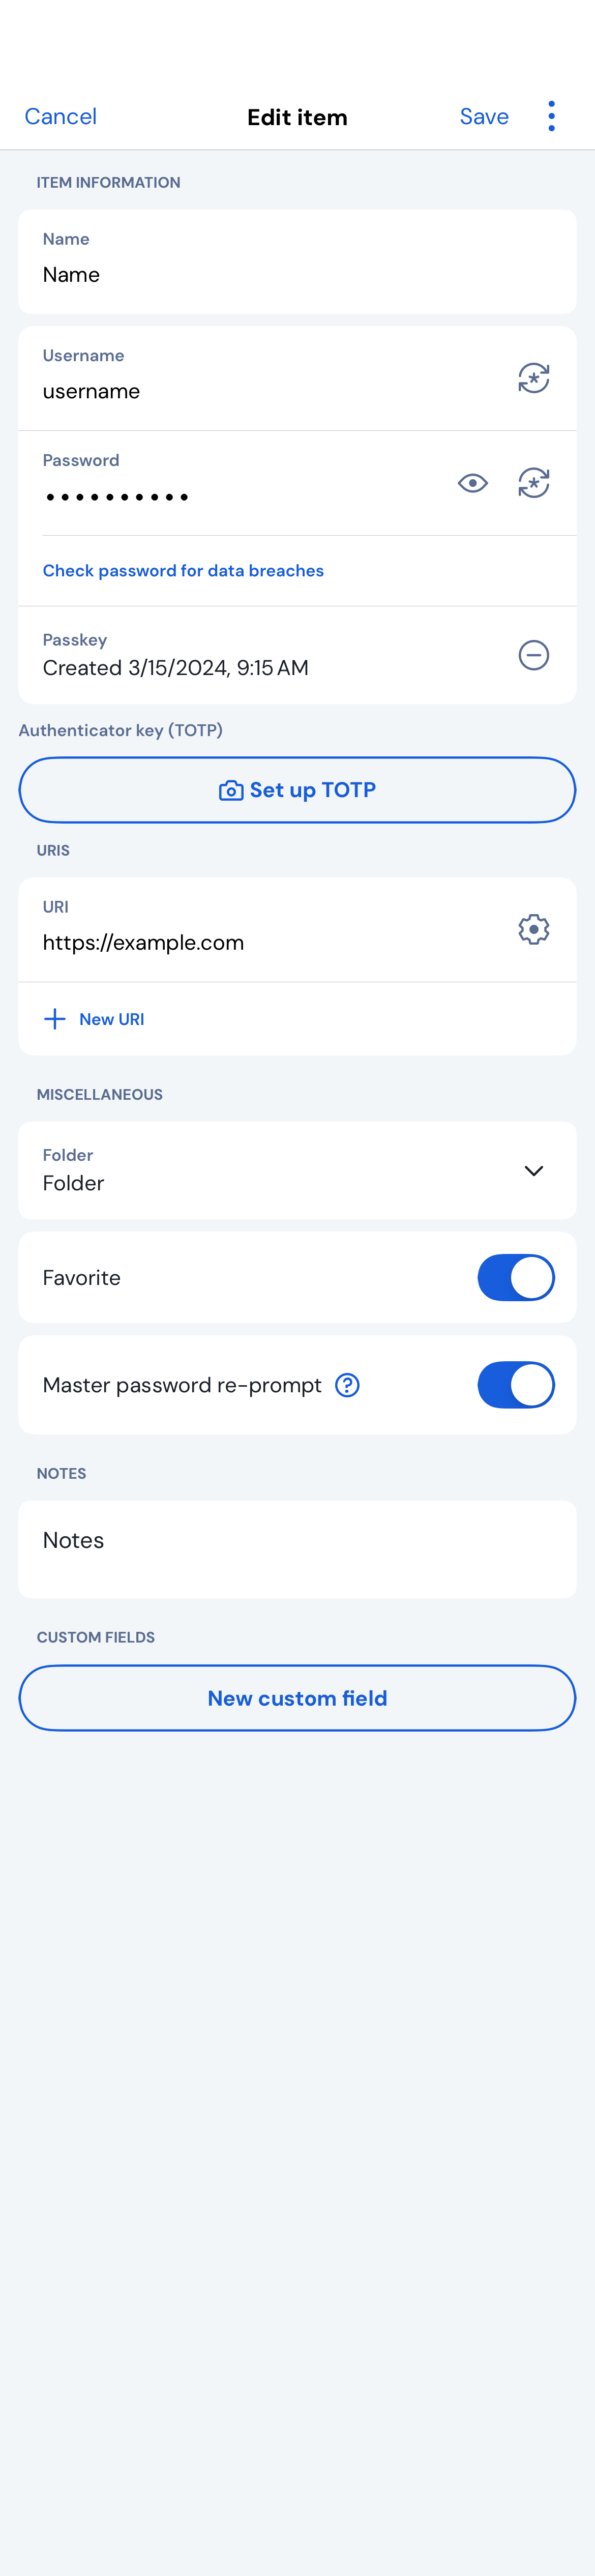 Cancel
Edit item
Save
ITEM INFORMATION
Name
Name
Username
username
Password
••••••••••
Check password for data breaches
Passkey
Created 3/15/2024, 9:15 AM
Authenticator key (TOTP)
Set up TOTP
URIS
URI
https://example.com
New URI
MISCELLANEOUS
Folder
Folder
Favorite
Master password re-prompt
NOTES
Notes
CUSTOM FIELDS
New custom field